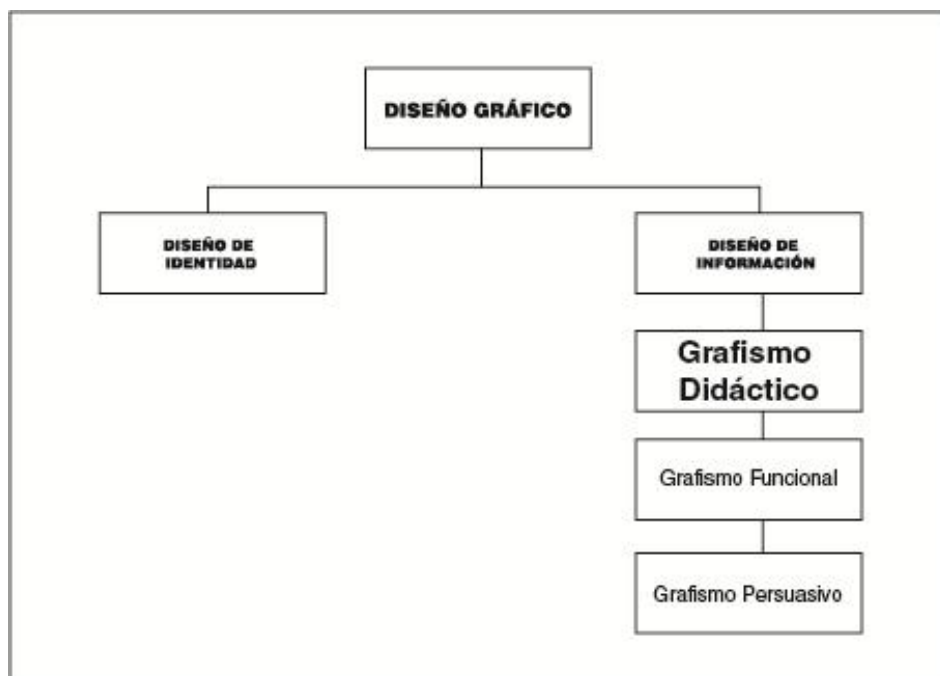 DISEÑO GRÁFICO
DISEÑO DE
IDENTIDAD
DISEÑO DE
INFORMACIÓN
Grafismo
Didáctico
Grafismo Funcional
Grafismo Persuasivo